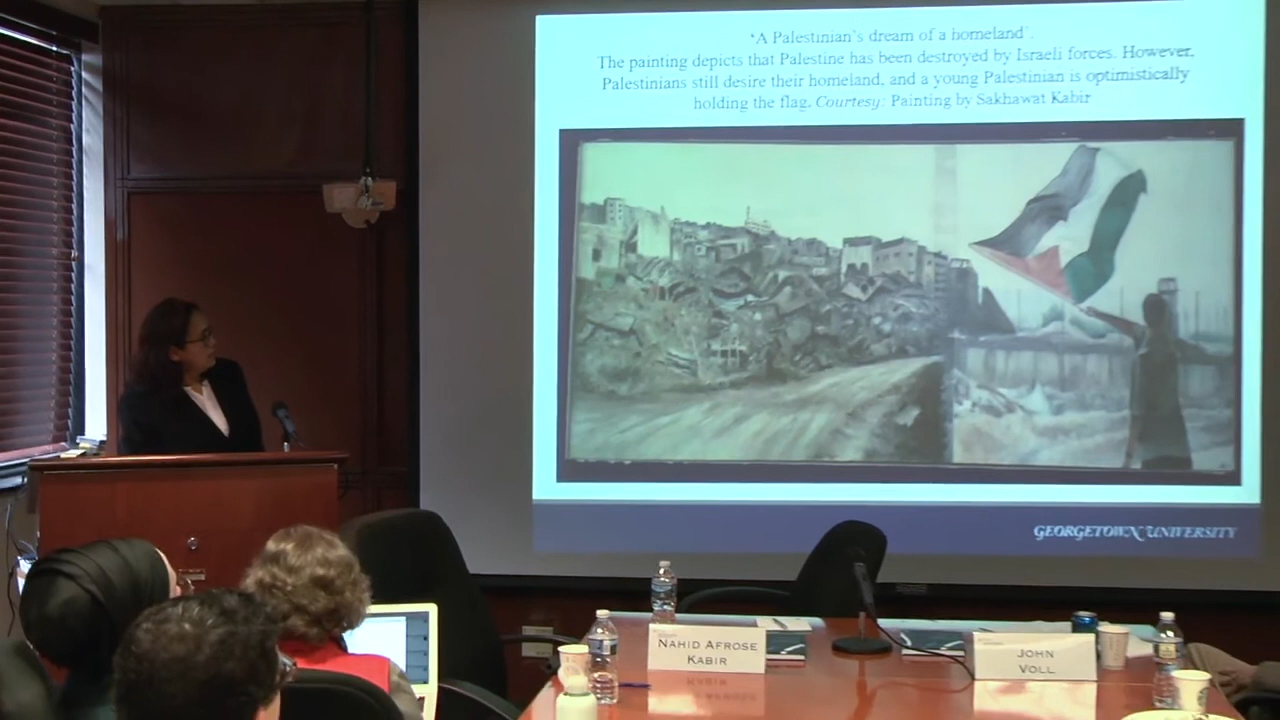 'A Palestinian's dream of a homeland'.
The painting depicts that Palestine has been destroyed by Israeli forces. However,
Palestinians still desire their homeland, and a young Palestinian is optimistically
holding the flag. Courtesy: Painting by Sakhawat Kabir
GEORGETOWN UNIVERSITY
NAHID AFROSE
KABIR
JOHN
VOLL